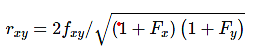 r_{xy} = 2f_{xy}/\sqrt{(1 + F_x)(1 + F_y)}